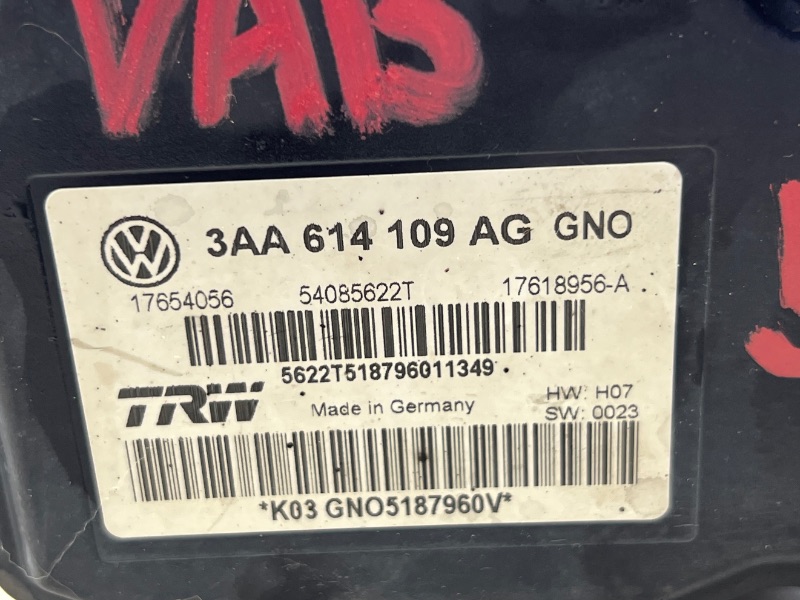 VAB
3AA 614 109 AG GNO
17654056 54085622T 17618956-A
5622T518796011349
TRW Made in Germany HW: H07
SW: 0023
*K03 GNO5187960V*